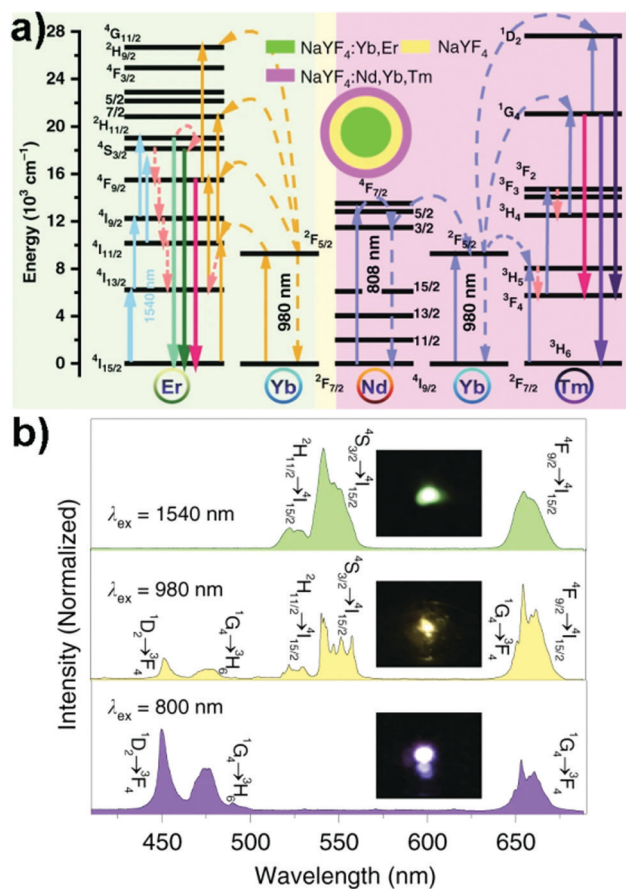 a)
28
24
20
16
12
8
4
0
Energy (10³ cm⁻¹)
⁴G₁₁/₂
²H₉/₂
⁴F₃/₂
5/2
7/2
²H₁₁/₂
⁴S₃/₂
⁴F₉/₂
⁴I₉/₂
⁴I₁₁/₂
⁴I₁₃/₂
⁴I₁₅/₂
1540 nm
NaYF₄:Yb,Er NaYF₄
NaYF₄:Nd,Yb,Tm
²F₅/₂
980 nm
²F₇/₂
⁴F₇/₂
5/2
3/2
808 nm
15/2
13/2
11/2
⁴I₉/₂
²F₅/₂
980 nm
²F₇/₂
¹D₂
¹G₄
³F₂
³F₃
³H₄
³H₅
³F₄
³H₆
Er Yb Nd Yb Tm
b)
Intensity (Normalized)
λex = 1540 nm
²H₁₁/₂→⁴I₁₅/₂
⁴S₃/₂→⁴I₁₅/₂
⁴F₉/₂→⁴I₁₅/₂
λex = 980 nm
¹D₂→³F₄
¹G₄→³H₆
²H₁₁/₂→⁴I₁₅/₂
⁴S₃/₂→⁴I₁₅/₂
¹G₄→³F₄
⁴F₉/₂→⁴I₁₅/₂
λex = 800 nm
¹D₂→³F₄
¹G₄→³H₆
¹G₄→³F₄
450 500 550 600 650
Wavelength (nm)